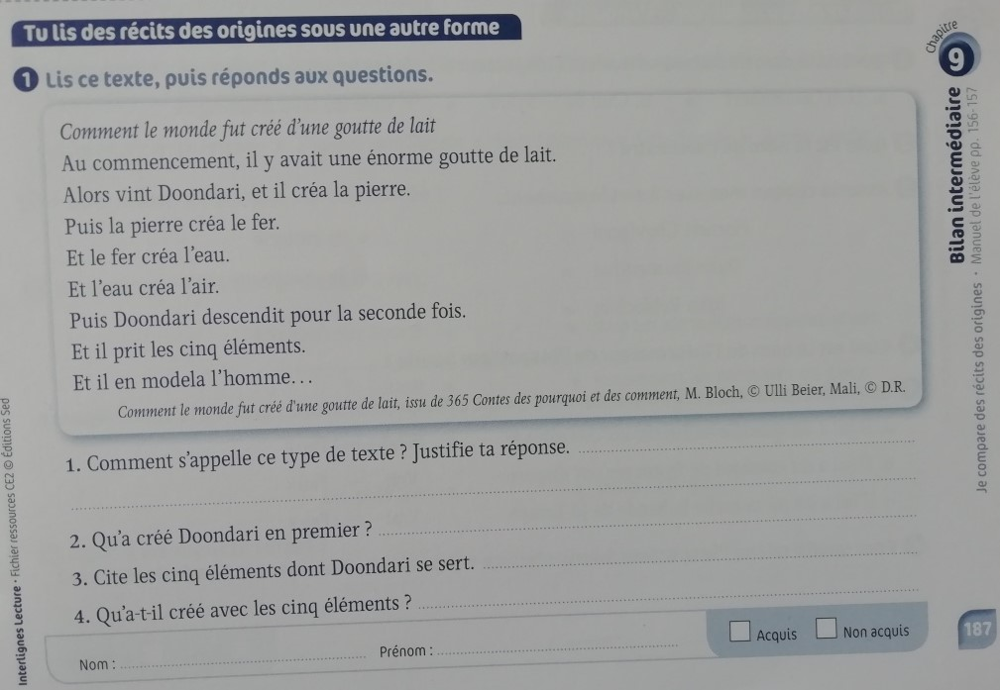 Tu lis des récits des origines sous une autre forme
1 Lis ce texte, puis réponds aux questions.
Comment le monde fut créé d'une goutte de lait
Au commencement, il y avait une énorme goutte de lait.
Alors vint Doondari, et il créa la pierre.
Puis la pierre créa le fer.
Et le fer créa l'eau.
Et l'eau créa l'air.
Puis Doondari descendit pour la seconde fois.
Et il prit les cinq éléments.
Et il en modela l'homme...
Comment le monde fut créé d'une goutte de lait, issu de 365 Contes des pourquoi et des comment, M. Bloch, © Ulli Beier, Mali, © D.R.
1. Comment s'appelle ce type de texte ? Justifie ta réponse.
2. Qu'a créé Doondari en premier ?
3. Cite les cinq éléments dont Doondari se sert.
4. Qu'a-t-il créé avec les cinq éléments ?
Nom :
Prénom :
Acquis
Non acquis
187
Chapitre
9
Bilan intermédiaire
Je compare des récits des origines • Manuel de l'élève pp. 156-157
Interlignes Lecture • Fichier ressources CE2 © Éditions Sed